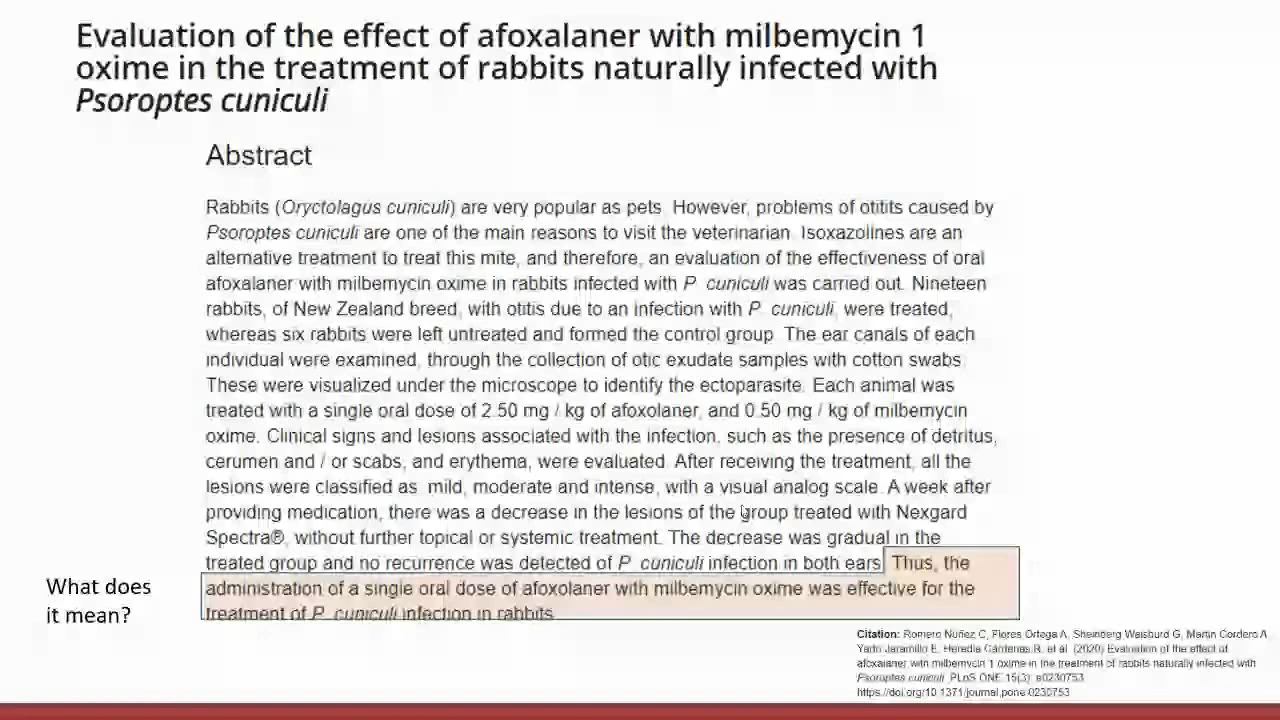 Evaluation of the effect of afoxalaner with milbemycin 1
oxime in the treatment of rabbits naturally infected with
Psoroptes cuniculi
Abstract
Rabbits (Oryctolagus cuniculi) are very popular as pets. However, problems of otitits caused by
Psoroptes cuniculi are one of the main reasons to visit the veterinarian. Isoxazolines are an
alternative treatment to treat this mite, and therefore, an evaluation of the effectiveness of oral
afoxalaner with milbemycin oxime in rabbits infected with P. cuniculi was carried out. Nineteen
rabbits, of New Zealand breed, with otitis due to an infection with P. cuniculi, were treated,
whereas six rabbits were left untreated and formed the control group. The ear canals of each
individual were examined, through the collection of otic exudate samples with cotton swabs.
These were visualized under the microscope to identify the ectoparasite. Each animal was
treated with a single oral dose of 2.50 mg / kg of afoxolaner, and 0.50 mg / kg of milbemycin
oxime. Clinical signs and lesions associated with the infection, such as the presence of detritus,
cerumen and / or scabs, and erythema, were evaluated. After receiving the treatment, all the
lesions were classified as mild, moderate and intense, with a visual analog scale. A week after
providing medication, there was a decrease in the lesions of the group treated with Nexgard
Spectra®, without further topical or systemic treatment. The decrease was gradual in the
treated group and no recurrence was detected of P. cuniculi infection in both ears. Thus, the
administration of a single oral dose of afoxolaner with milbemycin oxime was effective for the
treatment of P. cuniculi infection in rabbits.
What does
it mean?
Citation: Romero Núñez C, Flores Ortega A, Sheinberg Waisburd G, Martin Cordero A,
Yarto Jaramillo E, Heredia Cárdenas R, et al. (2020) Evaluation of the effect of
afoxalaner with milbemycin 1 oxime in the treatment of rabbits naturally infected with
Psoroptes cuniculi. PLoS ONE 15(3): e0230753.
https://doi.org/10.1371/journal.pone.0230753